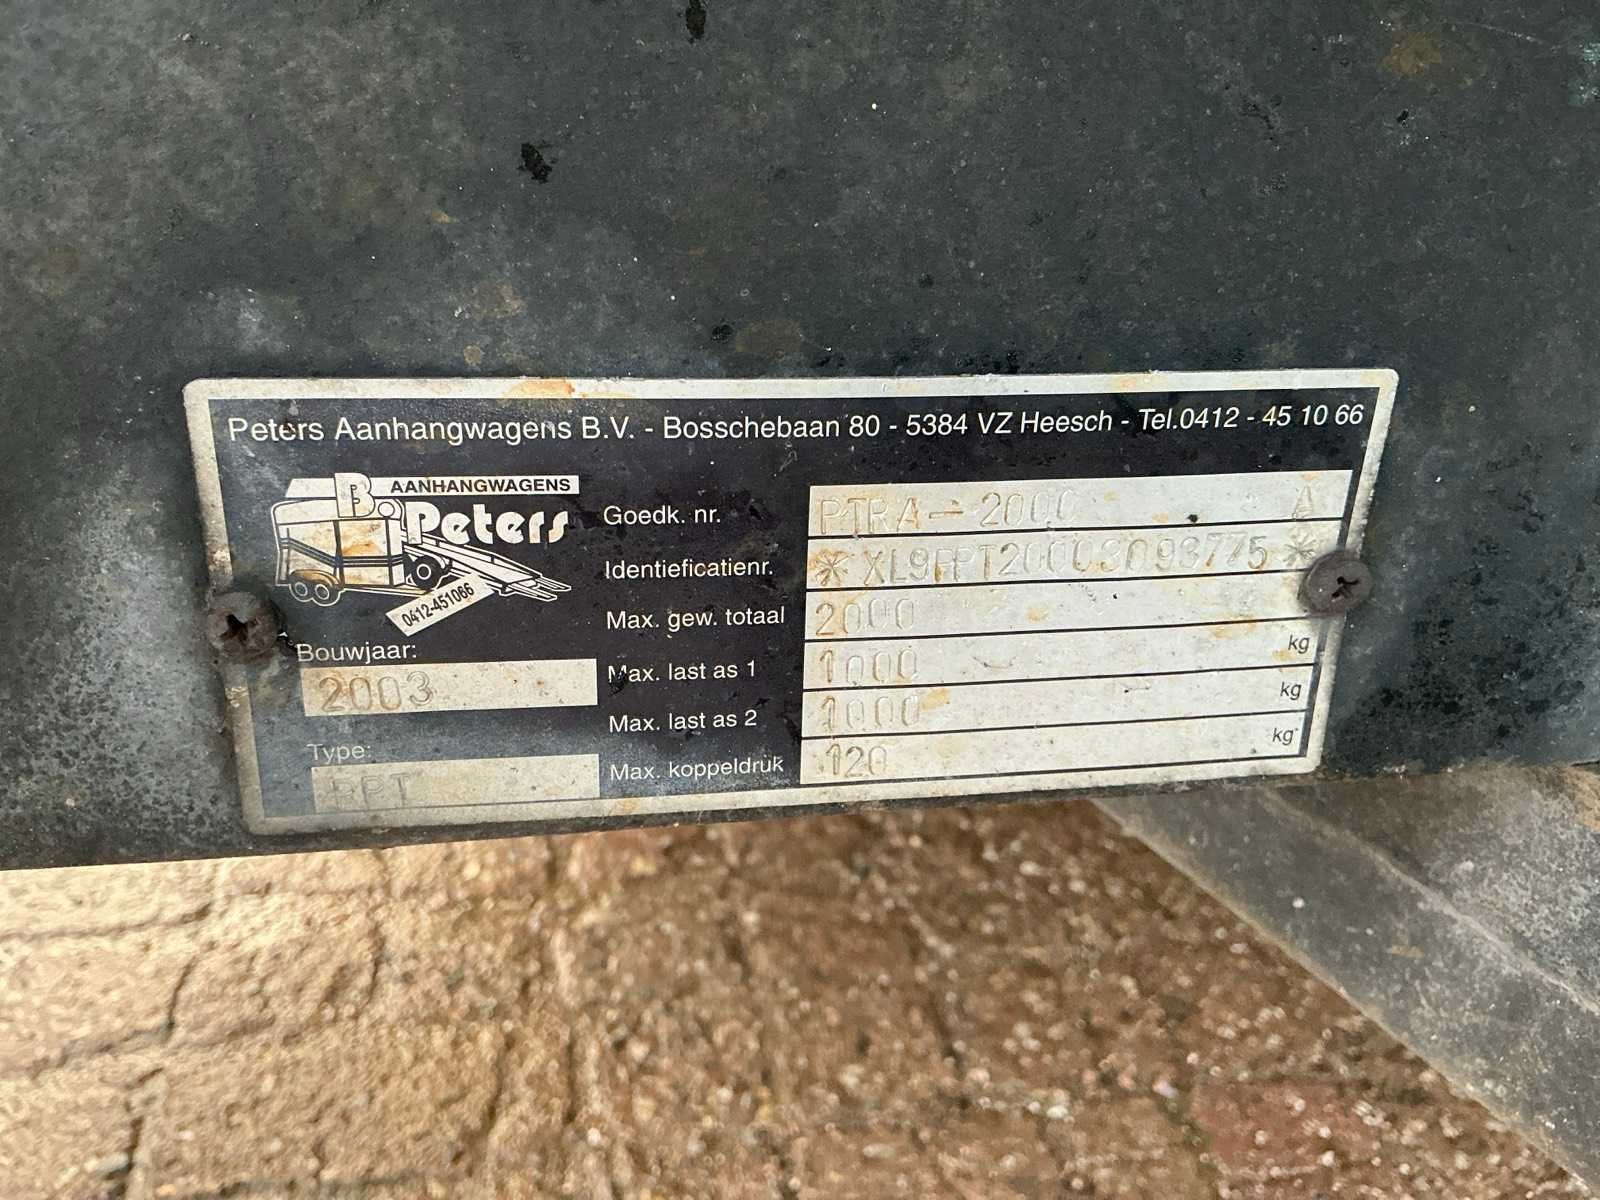 Peters Aanhangwagens B.V. - Bosschebaan 80 - 5384 VZ Heesch - Tel.0412 - 45 10 66
B AANHANGWAGENS
Peters
0412-451066
Goedk. nr. PTRA-2000 A
Identieficatienr.
Max. gew. totaal 2000 kg
Max. last as 1 1000 kg
Max. last as 2 1000 kg
Max. koppeldruk 120
Bouwjaar:
2003
Type: